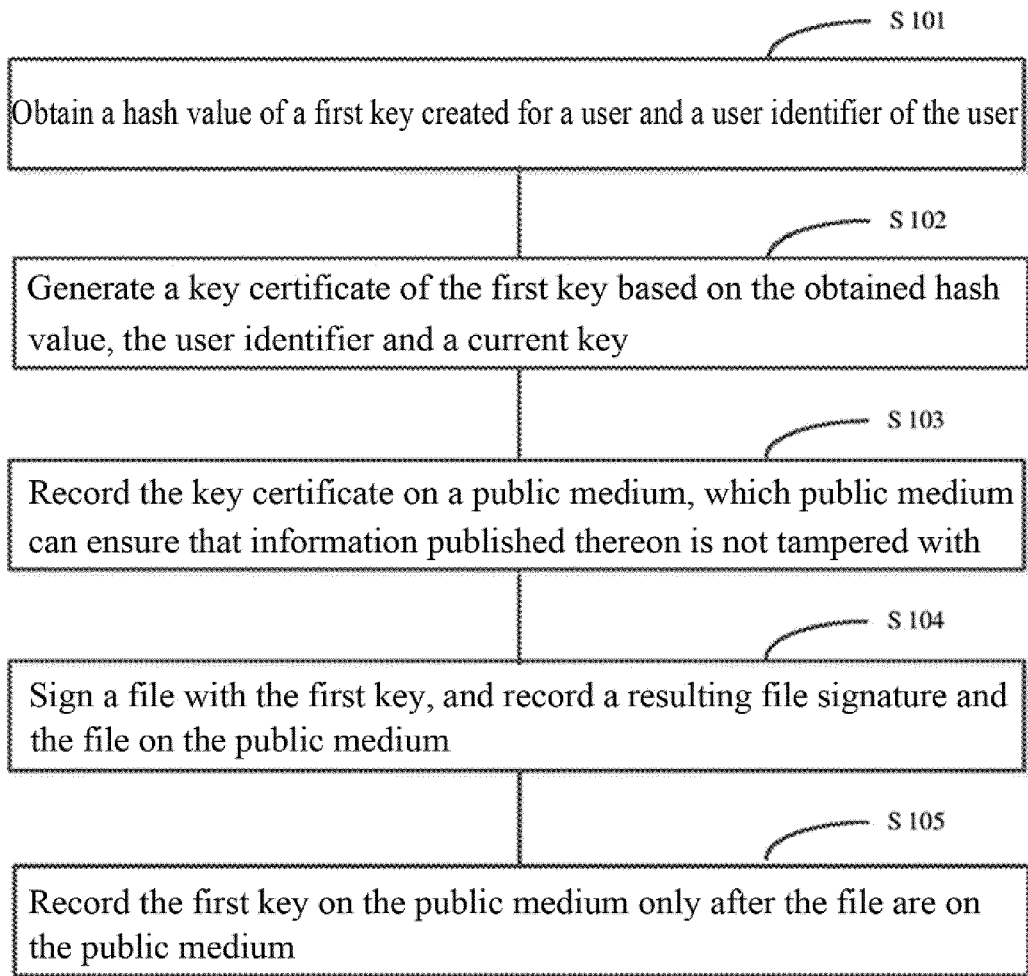 S 101
Obtain a hash value of a first key created for a user and a user identifier of the user
S 102
Generate a key certificate of the first key based on the obtained hash
value, the user identifier and a current key
S 103
Record the key certificate on a public medium, which public medium
can ensure that information published thereon is not tampered with
S 104
Sign a file with the first key, and record a resulting file signature and
the file on the public medium
S 105
Record the first key on the public medium only after the file are on
the public medium